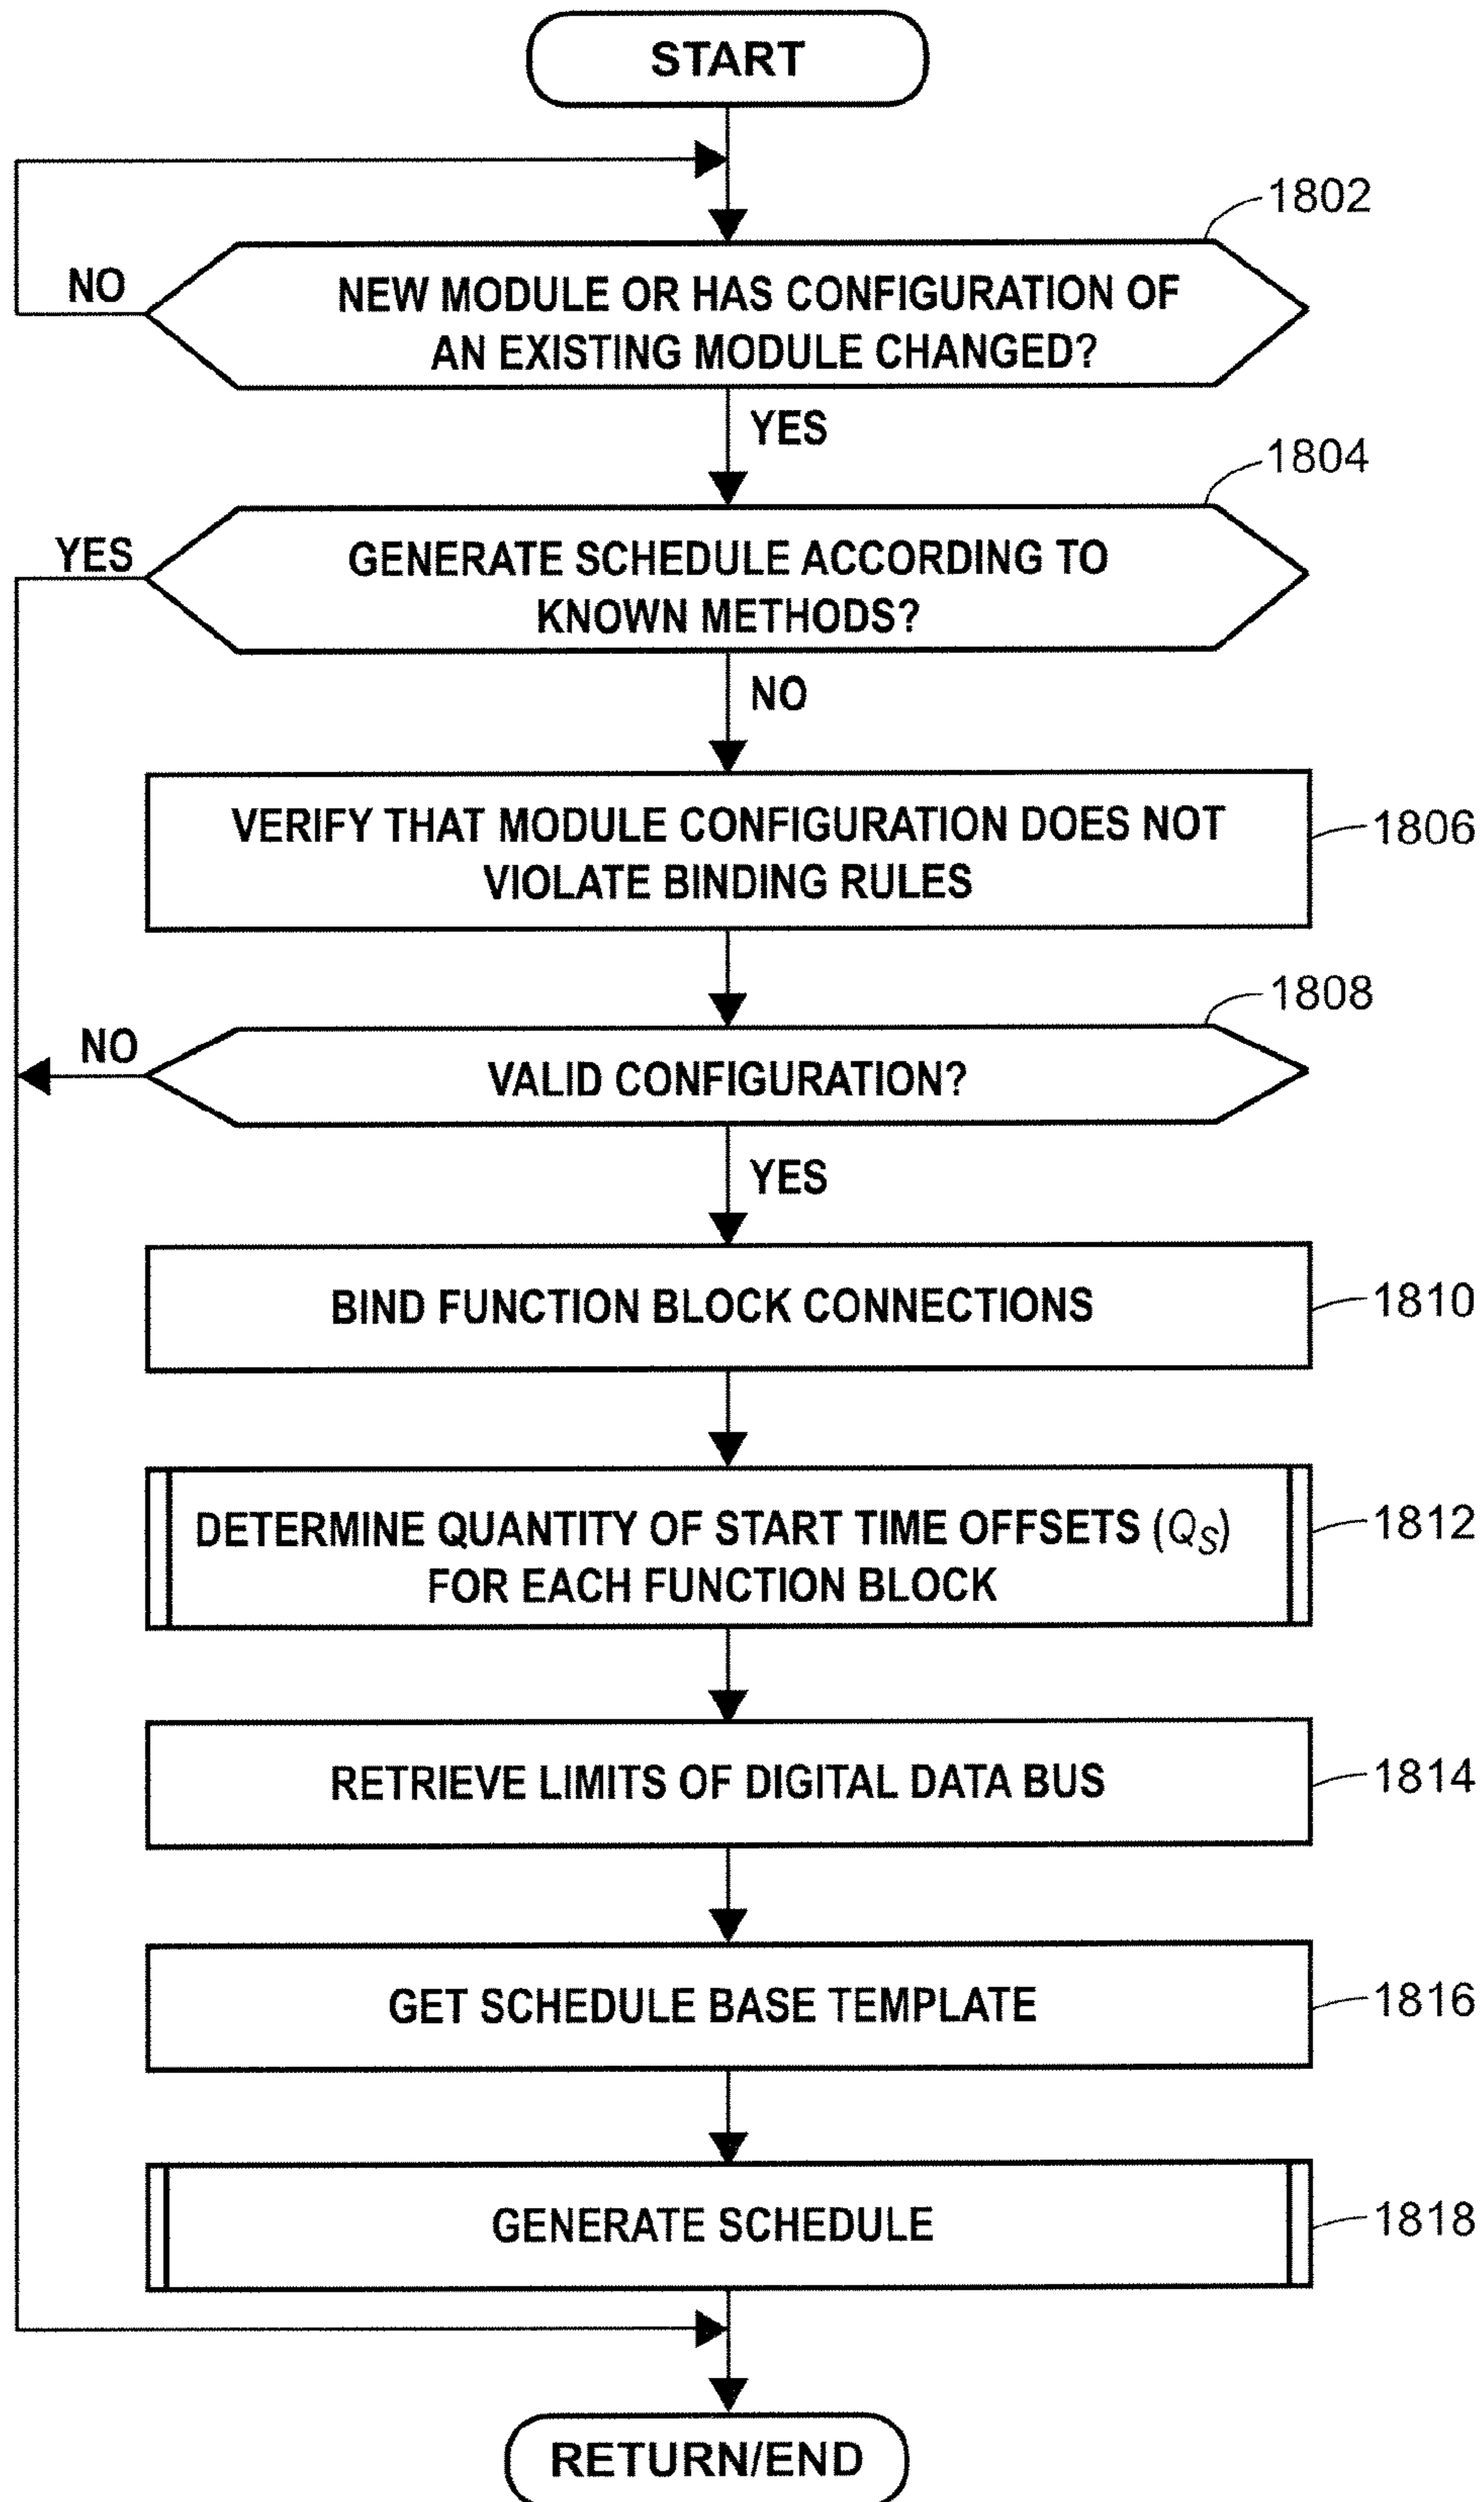 START
1802
NO
NEW MODULE OR HAS CONFIGURATION OF
AN EXISTING MODULE CHANGED?
YES
1804
YES
GENERATE SCHEDULE ACCORDING TO
KNOWN METHODS?
NO
VERIFY THAT MODULE CONFIGURATION DOES NOT
VIOLATE BINDING RULES
1806
1808
NO
VALID CONFIGURATION?
YES
BIND FUNCTION BLOCK CONNECTIONS
1810
DETERMINE QUANTITY OF START TIME OFFSETS (QS)
FOR EACH FUNCTION BLOCK
1812
RETRIEVE LIMITS OF DIGITAL DATA BUS
1814
GET SCHEDULE BASE TEMPLATE
1816
GENERATE SCHEDULE
1818
RETURN/END